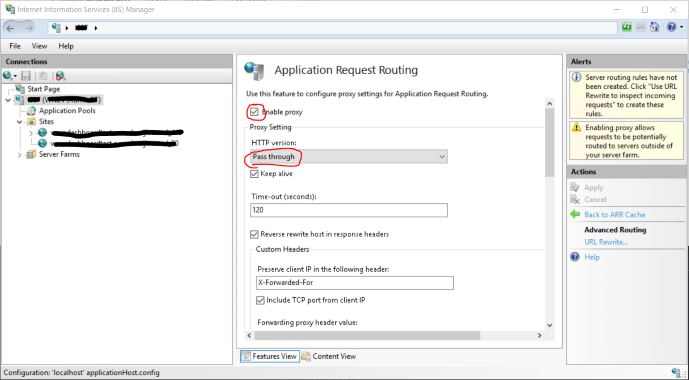 Internet Information Services (IIS) Manager
File View Help
Connections
Start Page
Application Pools
Sites
Server Farms
Application Request Routing
Use this feature to configure proxy settings for Application Request Routing.
Enable proxy
Proxy Setting
HTTP version:
Pass through
Keep alive
Time-out (seconds):
120
Reverse rewrite host in response headers
Custom Headers
Preserve client IP in the following header:
X-Forwarded-For
Include TCP port from client IP
Forwarding proxy header value:
Features View Content View
Alerts
Server routing rules have not been created. Click "Use URL
Rewrite to inspect
incoming requests" to create these rules.
Enabling proxy allows
requests to be potentially
routed to servers outside of
your server farm.
Actions
Apply
Cancel
Back to ARR Cache
Advanced Routing
URL Rewrite...
Help
Configuration: 'localhost' applicationHost.config